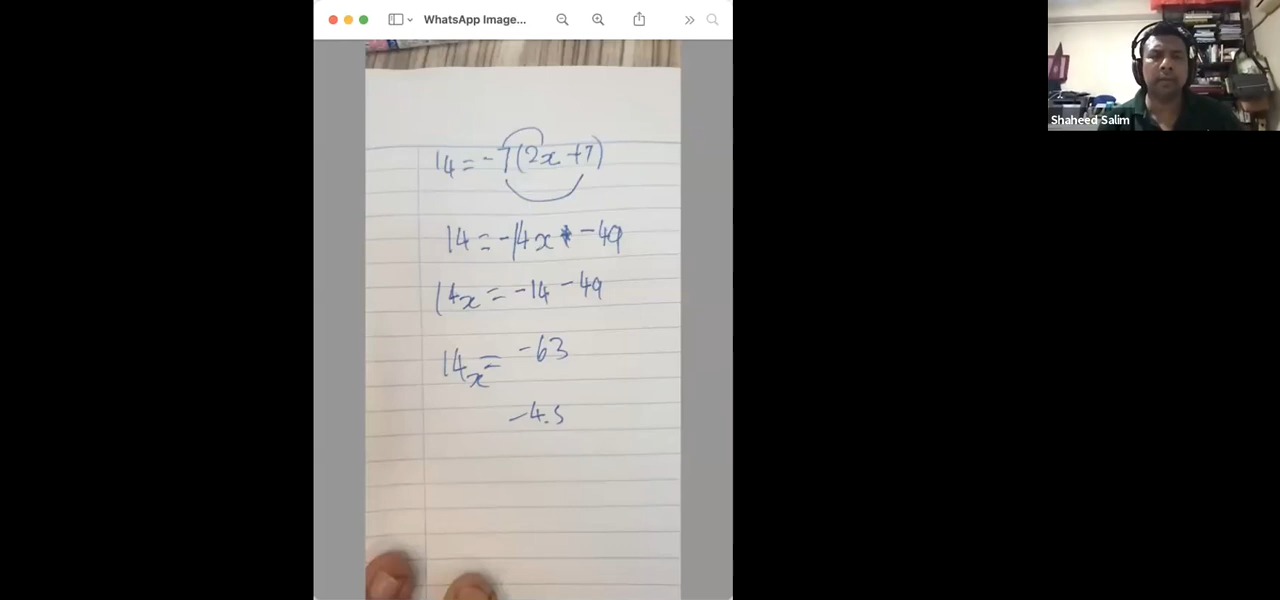 WhatsApp Image...
Shaheed Salim
14 = -7(2x +7)
14 = -14x -49
14x = -14 -49
14x = -63
-4.5